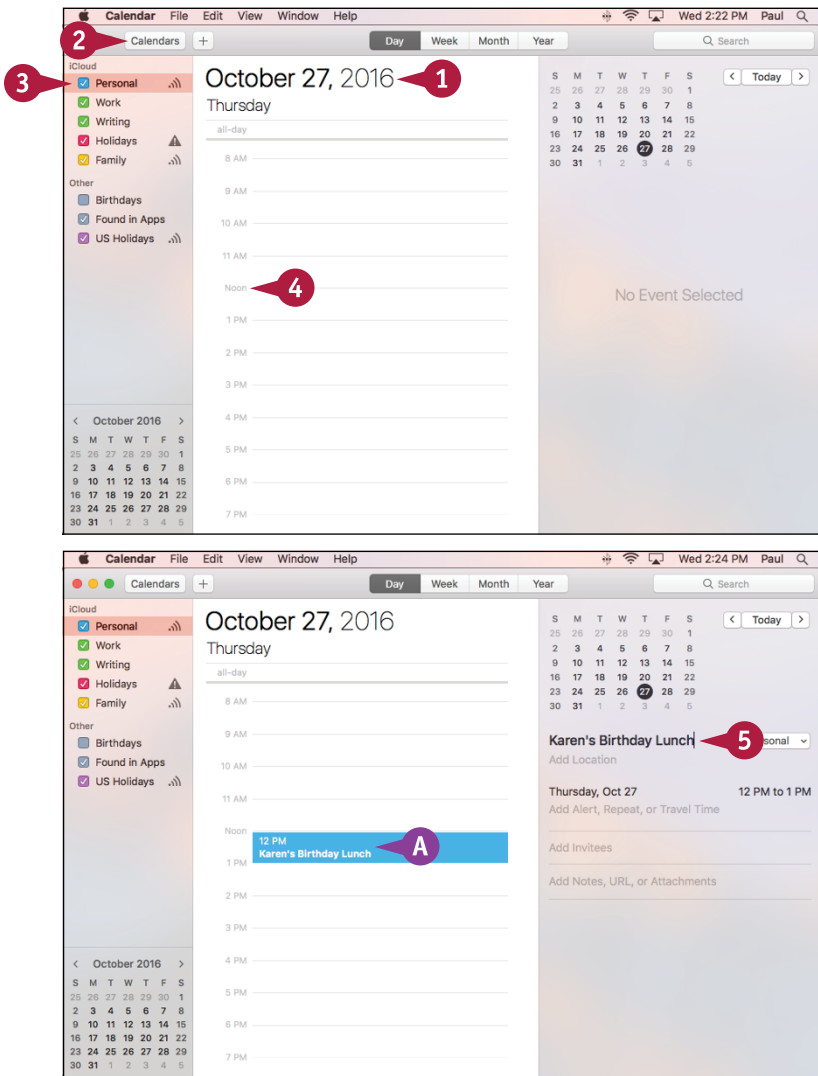 Calendar File Edit View Window Help Wed 2:22 PM Paul
2 Calendars + Day Week Month Year Search
iCloud
3 Personal
Work
Writing
Holidays
Family
Other
Birthdays
Found in Apps
US Holidays
October 2016
S M T W T F S
25 26 27 28 29 30 1
2 3 4 5 6 7 8
9 10 11 12 13 14 15
16 17 18 19 20 21 22
23 24 25 26 27 28 29
30 31 1 2 3 4 5
October 27, 2016 1
Thursday
all-day
8 AM
9 AM
10 AM
11 AM
Noon 4
1 PM
2 PM
3 PM
4 PM
5 PM
6 PM
7 PM
S M T W T F S < Today >
25 26 27 28 29 30 1
2 3 4 5 6 7 8
9 10 11 12 13 14 15
16 17 18 19 20 21 22
23 24 25 26 27 28 29
30 31 1 2 3 4 5
No Event Selected
Calendar File Edit View Window Help Wed 2:24 PM Paul
Calendars + Day Week Month Year Search
iCloud
Personal
Work
Writing
Holidays
Family
Other
Birthdays
Found in Apps
US Holidays
October 2016
S M T W T F S
25 26 27 28 29 30 1
2 3 4 5 6 7 8
9 10 11 12 13 14 15
16 17 18 19 20 21 22
23 24 25 26 27 28 29
30 31 1 2 3 4 5
October 27, 2016
Thursday
all-day
8 AM
9 AM
10 AM
11 AM
Noon
12 PM
Karen's Birthday Lunch A
1 PM
2 PM
3 PM
4 PM
5 PM
6 PM
7 PM
S M T W T F S < Today >
25 26 27 28 29 30 1
2 3 4 5 6 7 8
9 10 11 12 13 14 15
16 17 18 19 20 21 22
23 24 25 26 27 28 29
30 31 1 2 3 4 5
Karen's Birthday Lunch 5 sonal
Add Location
Thursday, Oct 27 12 PM to 1 PM
Add Alert, Repeat, or Travel Time
Add Invitees
Add Notes, URL, or Attachments